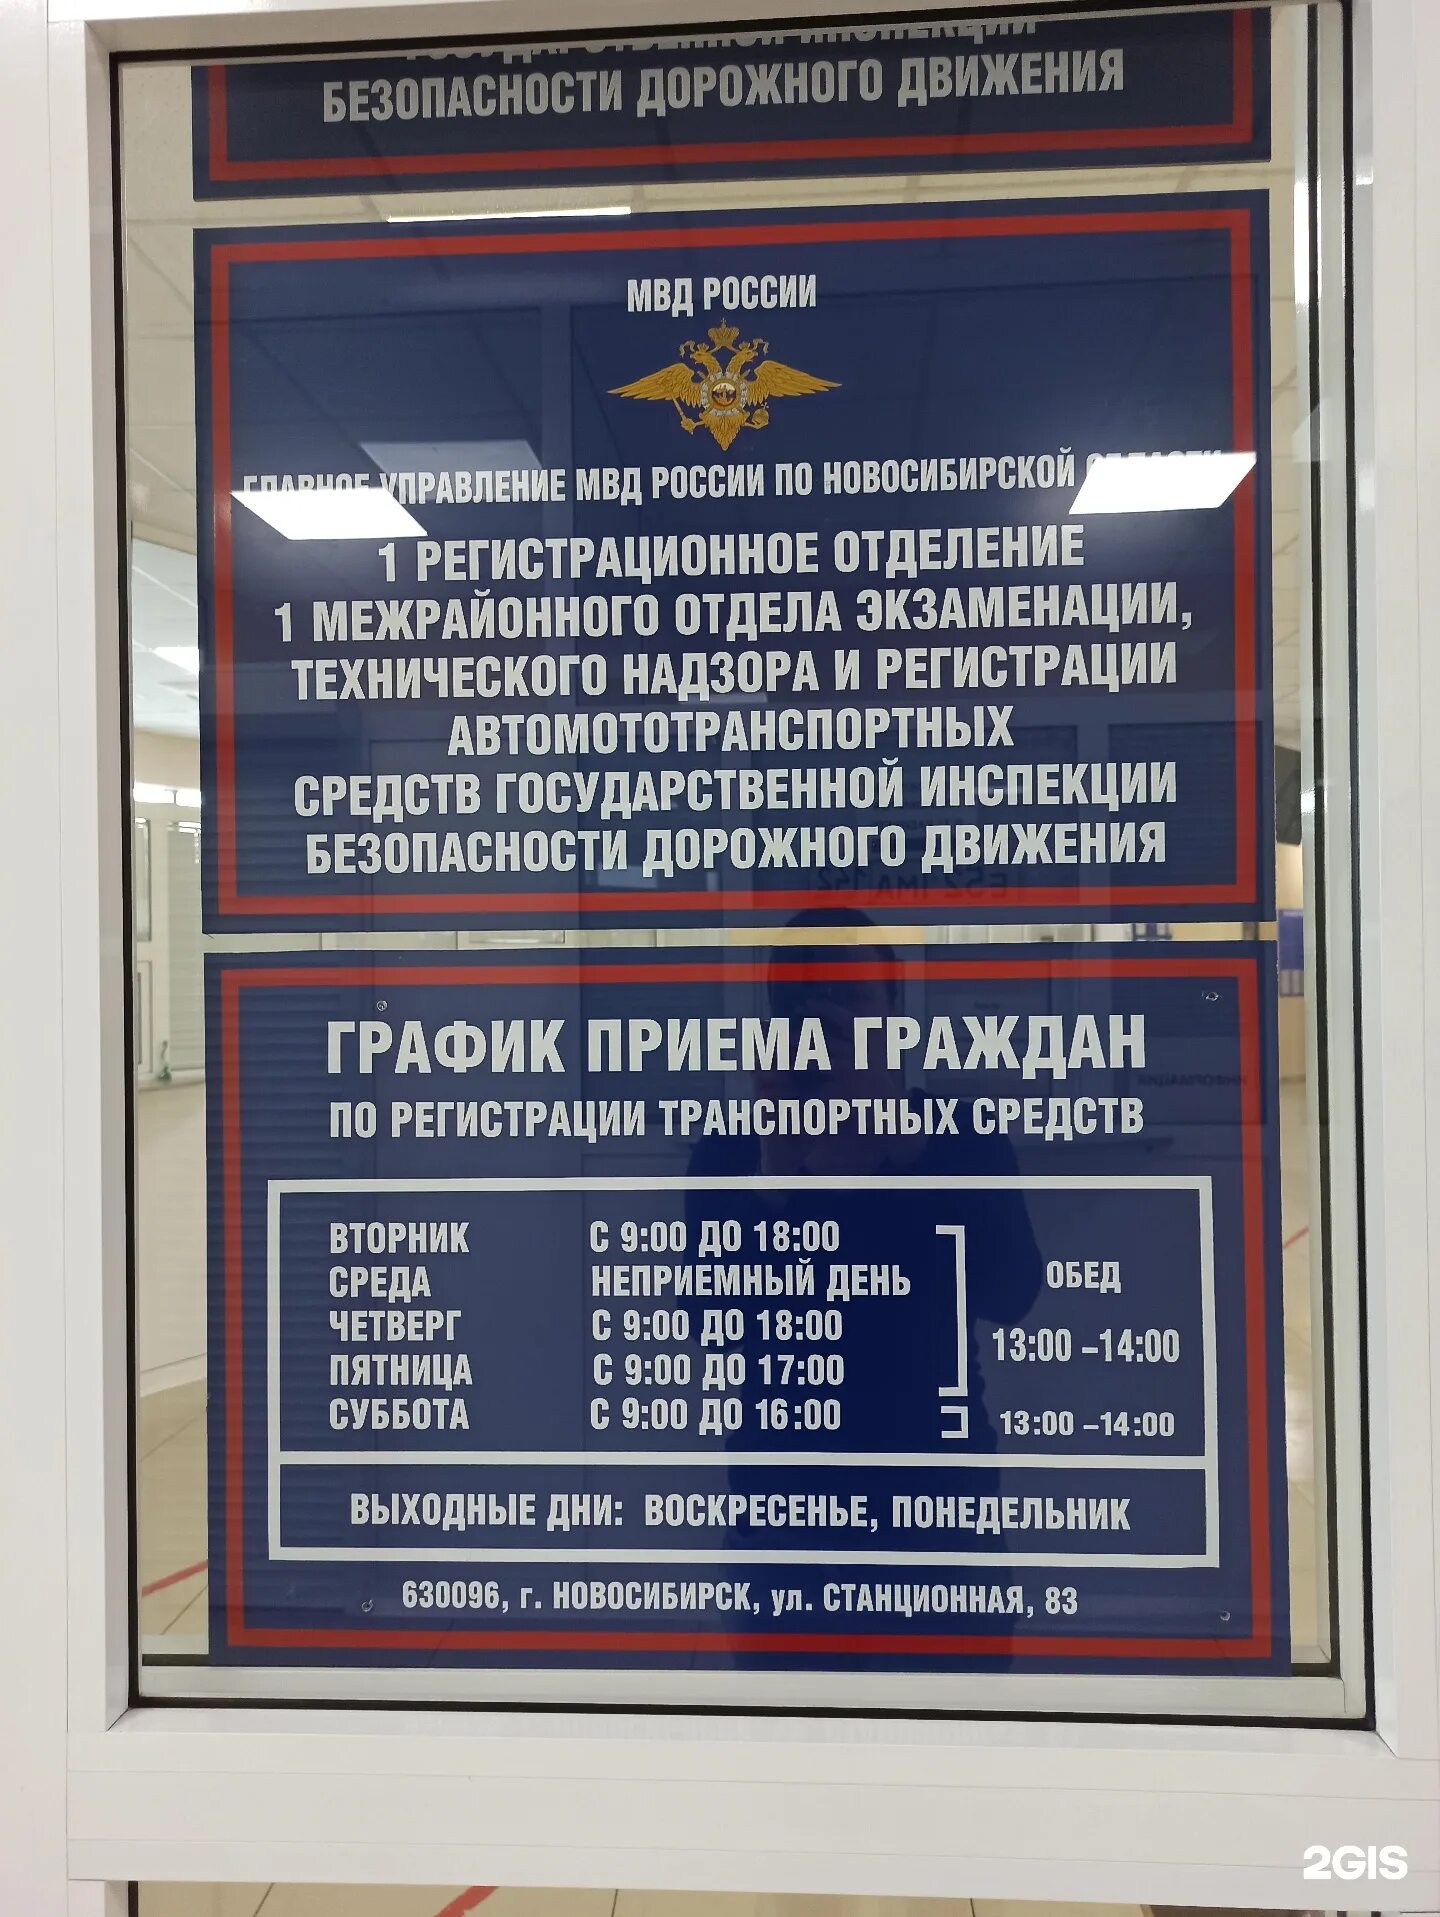 БЕЗОПАСНОСТИ ДОРОЖНОГО ДВИЖЕНИЯ
МВД РОССИИ
ГЛАВНОЕ УПРАВЛЕНИЕ МВД РОССИИ ПО НОВОСИБИРСКОЙ ОБЛАСТИ
1 РЕГИСТРАЦИОННОЕ ОТДЕЛЕНИЕ
1 МЕЖРАЙОННОГО ОТДЕЛА ЭКЗАМЕНАЦИИ,
ТЕХНИЧЕСКОГО НАДЗОРА И РЕГИСТРАЦИИ
АВТОМОТОТРАНСПОРТНЫХ
СРЕДСТВ ГОСУДАРСТВЕННОЙ ИНСПЕКЦИИ
БЕЗОПАСНОСТИ ДОРОЖНОГО ДВИЖЕНИЯ
ГРАФИК ПРИЕМА ГРАЖДАН
ПО РЕГИСТРАЦИИ ТРАНСПОРТНЫХ СРЕДСТВ
ВТОРНИК С 9:00 ДО 18:00
СРЕДА НЕПРИЕМНЫЙ ДЕНЬ ОБЕД
ЧЕТВЕРГ С 9:00 ДО 18:00 13:00 –14:00
ПЯТНИЦА С 9:00 ДО 17:00
СУББОТА С 9:00 ДО 16:00 13:00 –14:00
ВЫХОДНЫЕ ДНИ: ВОСКРЕСЕНЬЕ, ПОНЕДЕЛЬНИК
630096, г. НОВОСИБИРСК, ул. СТАНЦИОННАЯ, 83
2GIS